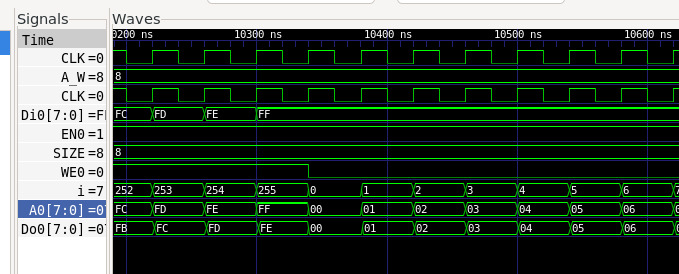 Signals
Waves
Time
0200 ns 10300 ns 10400 ns 10500 ns 10600 ns
CLK=0
A_W=8 8
CLK=0
Di0[7:0]=F FC FD FE FF
EN0=1
SIZE=8 8
WE0=0
i=7 252 253 254 255 0 1 2 3 4 5 6 7
A0[7:0]=0 FC FD FE FF 00 01 02 03 04 05 06
Do0[7:0]=0 FB FC FD FE 00 01 02 03 04 05 06